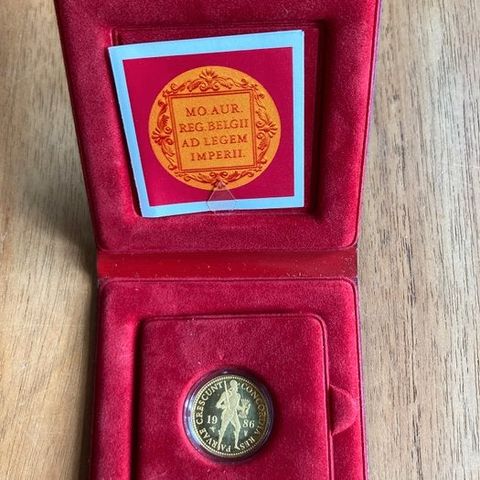 MO.AUR.
REG.BELGII
AD LEGEM
IMPERII.
CONCORDIA RES
PARVAE CRESCUNT
19 86